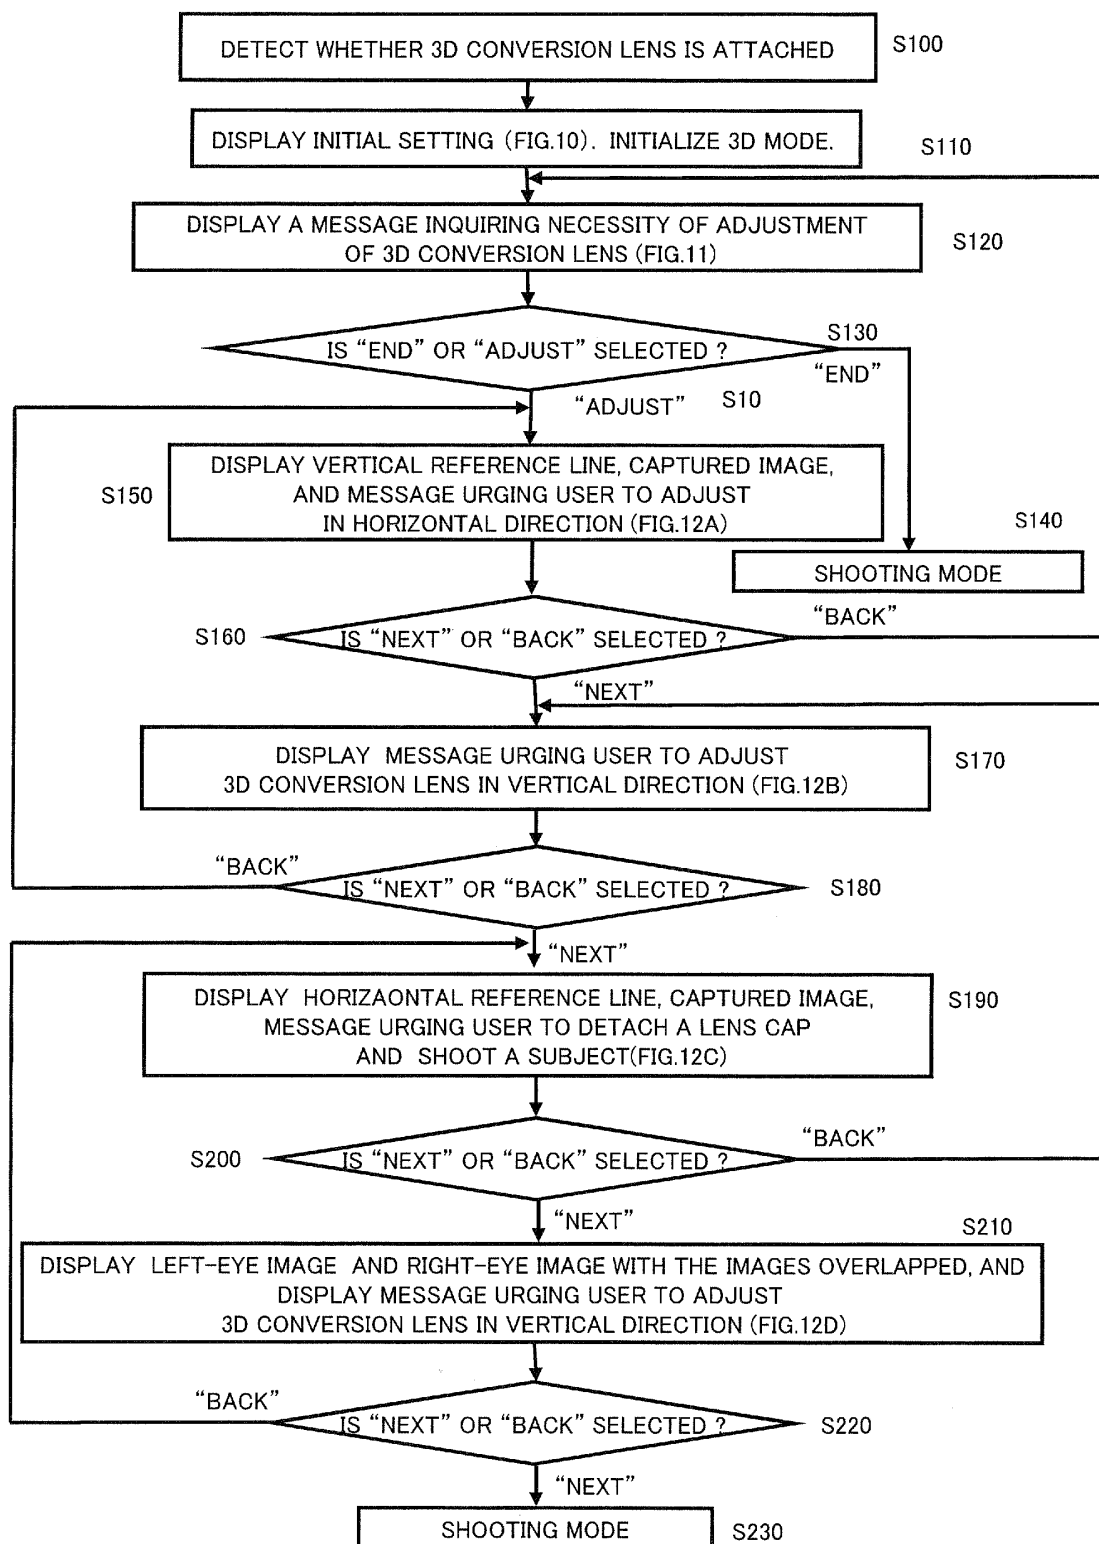 DETECT WHETHER 3D CONVERSION LENS IS ATTACHED
S100
DISPLAY INITIAL SETTING (FIG.10). INITIALIZE 3D MODE.
S110
DISPLAY A MESSAGE INQUIRING NECESSITY OF ADJUSTMENT
OF 3D CONVERSION LENS (FIG.11)
S120
IS “END” OR “ADJUST” SELECTED ?
S130
“END”
“ADJUST”
S10
S150
DISPLAY VERTICAL REFERENCE LINE, CAPTURED IMAGE,
AND MESSAGE URGING USER TO ADJUST
IN HORIZONTAL DIRECTION (FIG.12A)
S140
SHOOTING MODE
S160
IS “NEXT” OR “BACK” SELECTED ?
“BACK”
“NEXT”
DISPLAY MESSAGE URGING USER TO ADJUST
3D CONVERSION LENS IN VERTICAL DIRECTION (FIG.12B)
S170
“BACK”
IS “NEXT” OR “BACK” SELECTED ?
S180
“NEXT”
DISPLAY HORIZAONTAL REFERENCE LINE, CAPTURED IMAGE,
MESSAGE URGING USER TO DETACH A LENS CAP
AND SHOOT A SUBJECT(FIG.12C)
S190
S200
IS “NEXT” OR “BACK” SELECTED ?
“BACK”
“NEXT”
S210
DISPLAY LEFT-EYE IMAGE AND RIGHT-EYE IMAGE WITH THE IMAGES OVERLAPPED, AND
DISPLAY MESSAGE URGING USER TO ADJUST
3D CONVERSION LENS IN VERTICAL DIRECTION (FIG.12D)
“BACK”
IS “NEXT” OR “BACK” SELECTED ?
S220
“NEXT”
SHOOTING MODE
S230